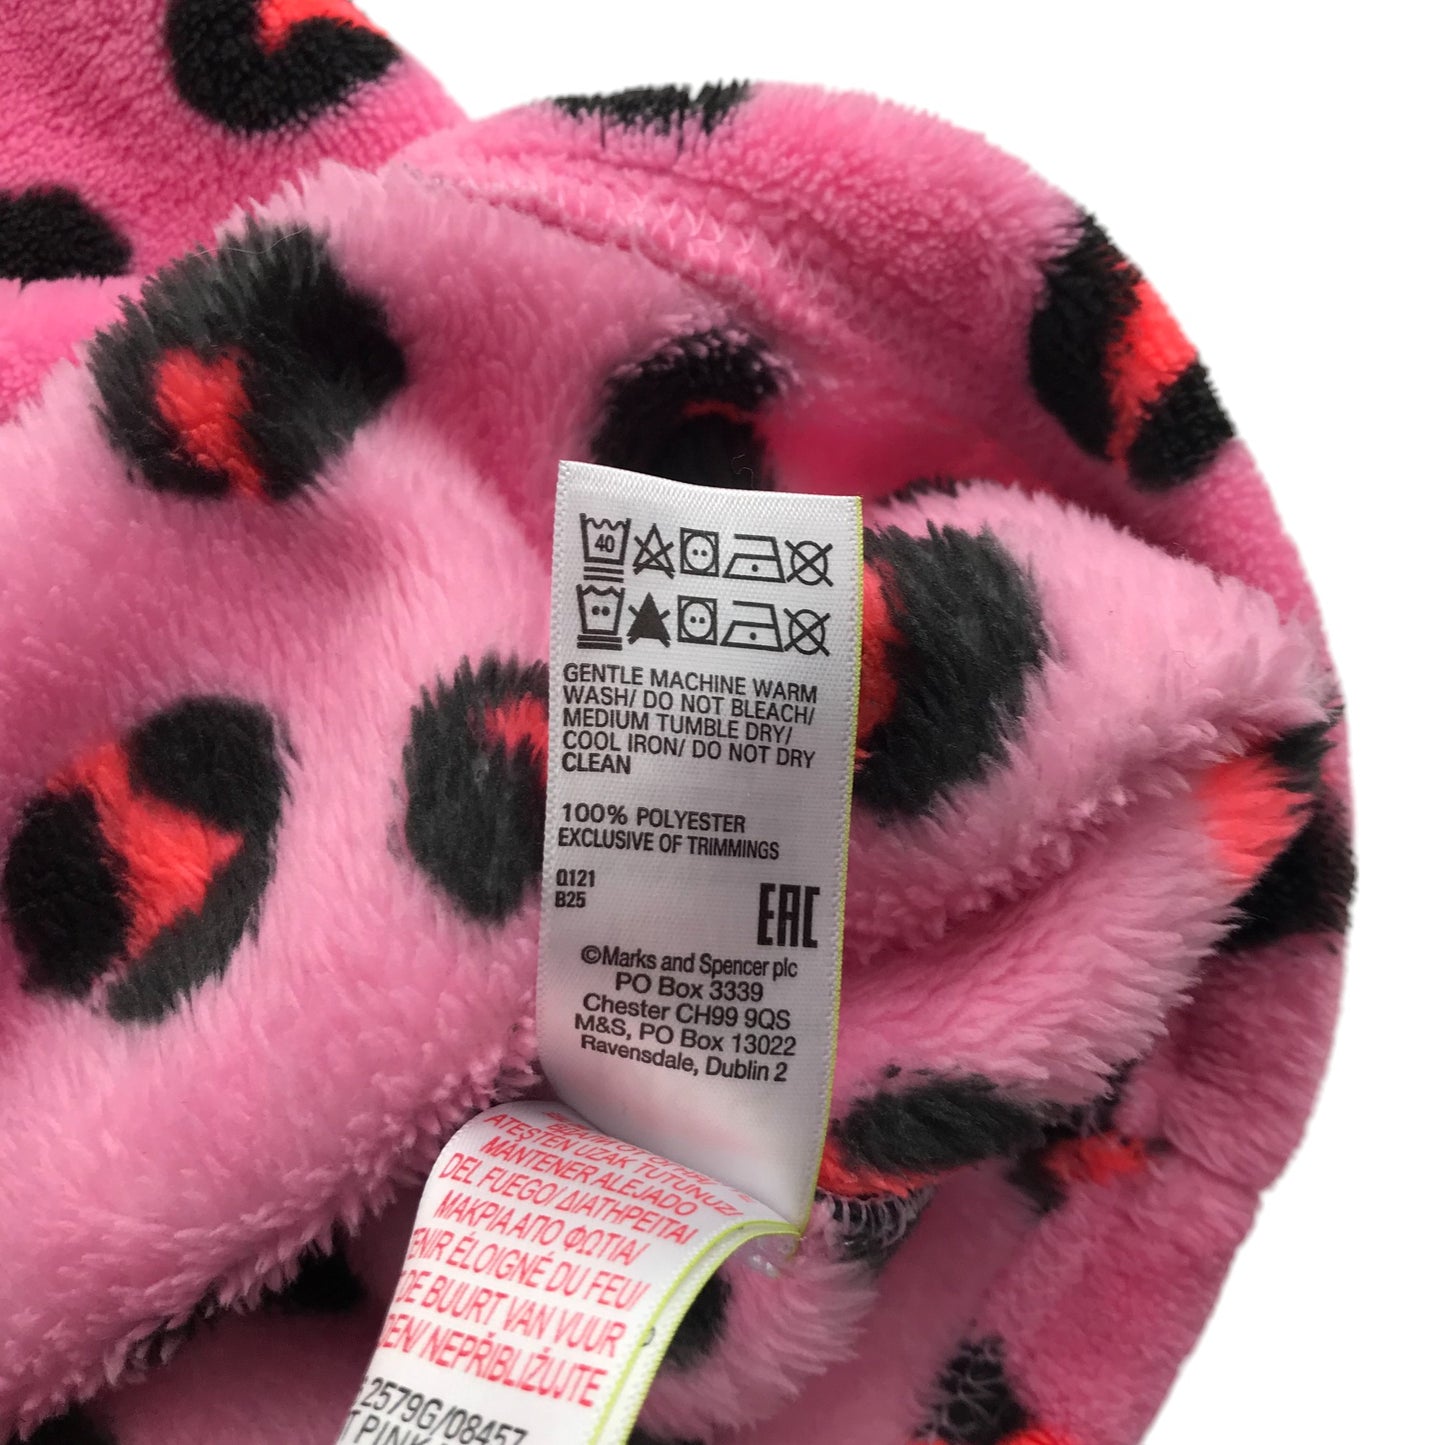 40
GENTLE MACHINE WARM
WASH/ DO NOT BLEACH/
MEDIUM TUMBLE DRY/
COOL IRON/ DO NOT DRY
CLEAN
100% POLYESTER
EXCLUSIVE OF TRIMMINGS
Q121
B25
EAC
©Marks and Spencer plc
PO Box 3339
Chester CH99 9QS
M&S, PO Box 13022
Ravensdale, Dublin 2
ATEŞTEN UZAK TUTUNUZ/
MANTENER ALEJADO
DEL FUEGO/ ΔΙΑΤΗΡΕΙΤΑΙ
ΜΑΚΡΙΑ ΑΠΟ ΦΩΤΙΑ/
ÉLOIGNÉ DU FEU/
DE BUURT VAN VUUR
NEPŘIBLIŽUJTE
2579G/08457
PINK